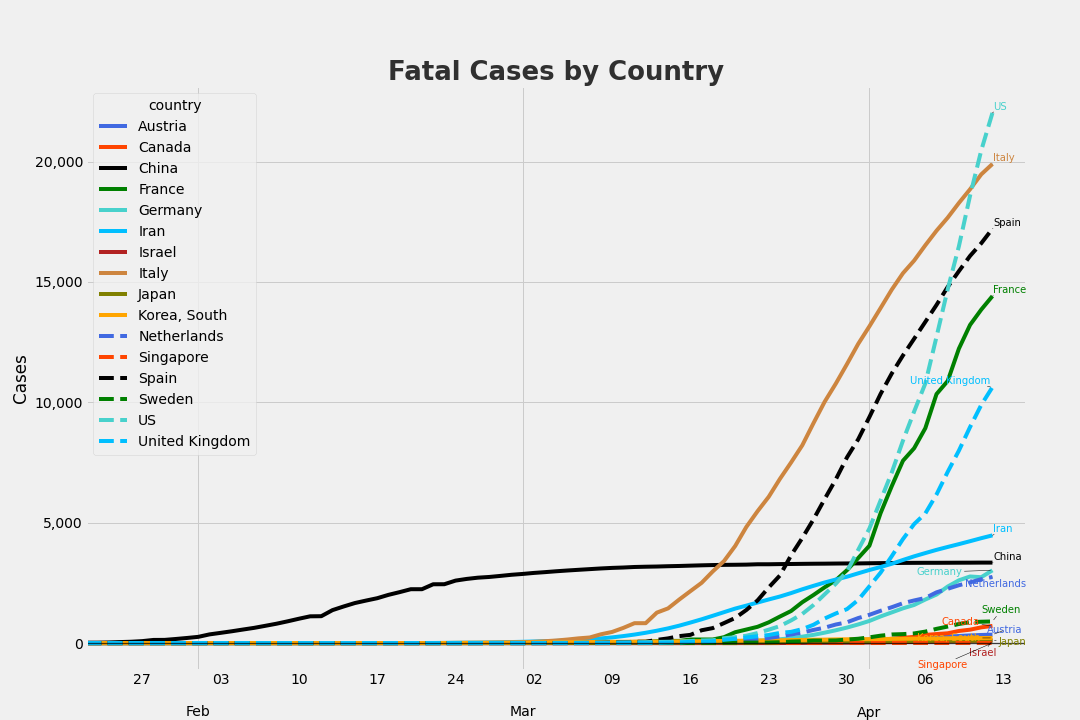 Fatal Cases by Country
country
Austria
Canada
China
France
Germany
Iran
Israel
Italy
Japan
Korea, South
Netherlands
Singapore
Spain
Sweden
US
United Kingdom
Cases
20,000
15,000
10,000
5,000
0
US
Italy
Spain
France
United Kingdom
Iran
China
Germany
Netherlands
Sweden
Canada
Austria
Japan
Israel
Singapore
27 03 10 17 24 02 09 16 23 30 06 13
Feb Mar Apr